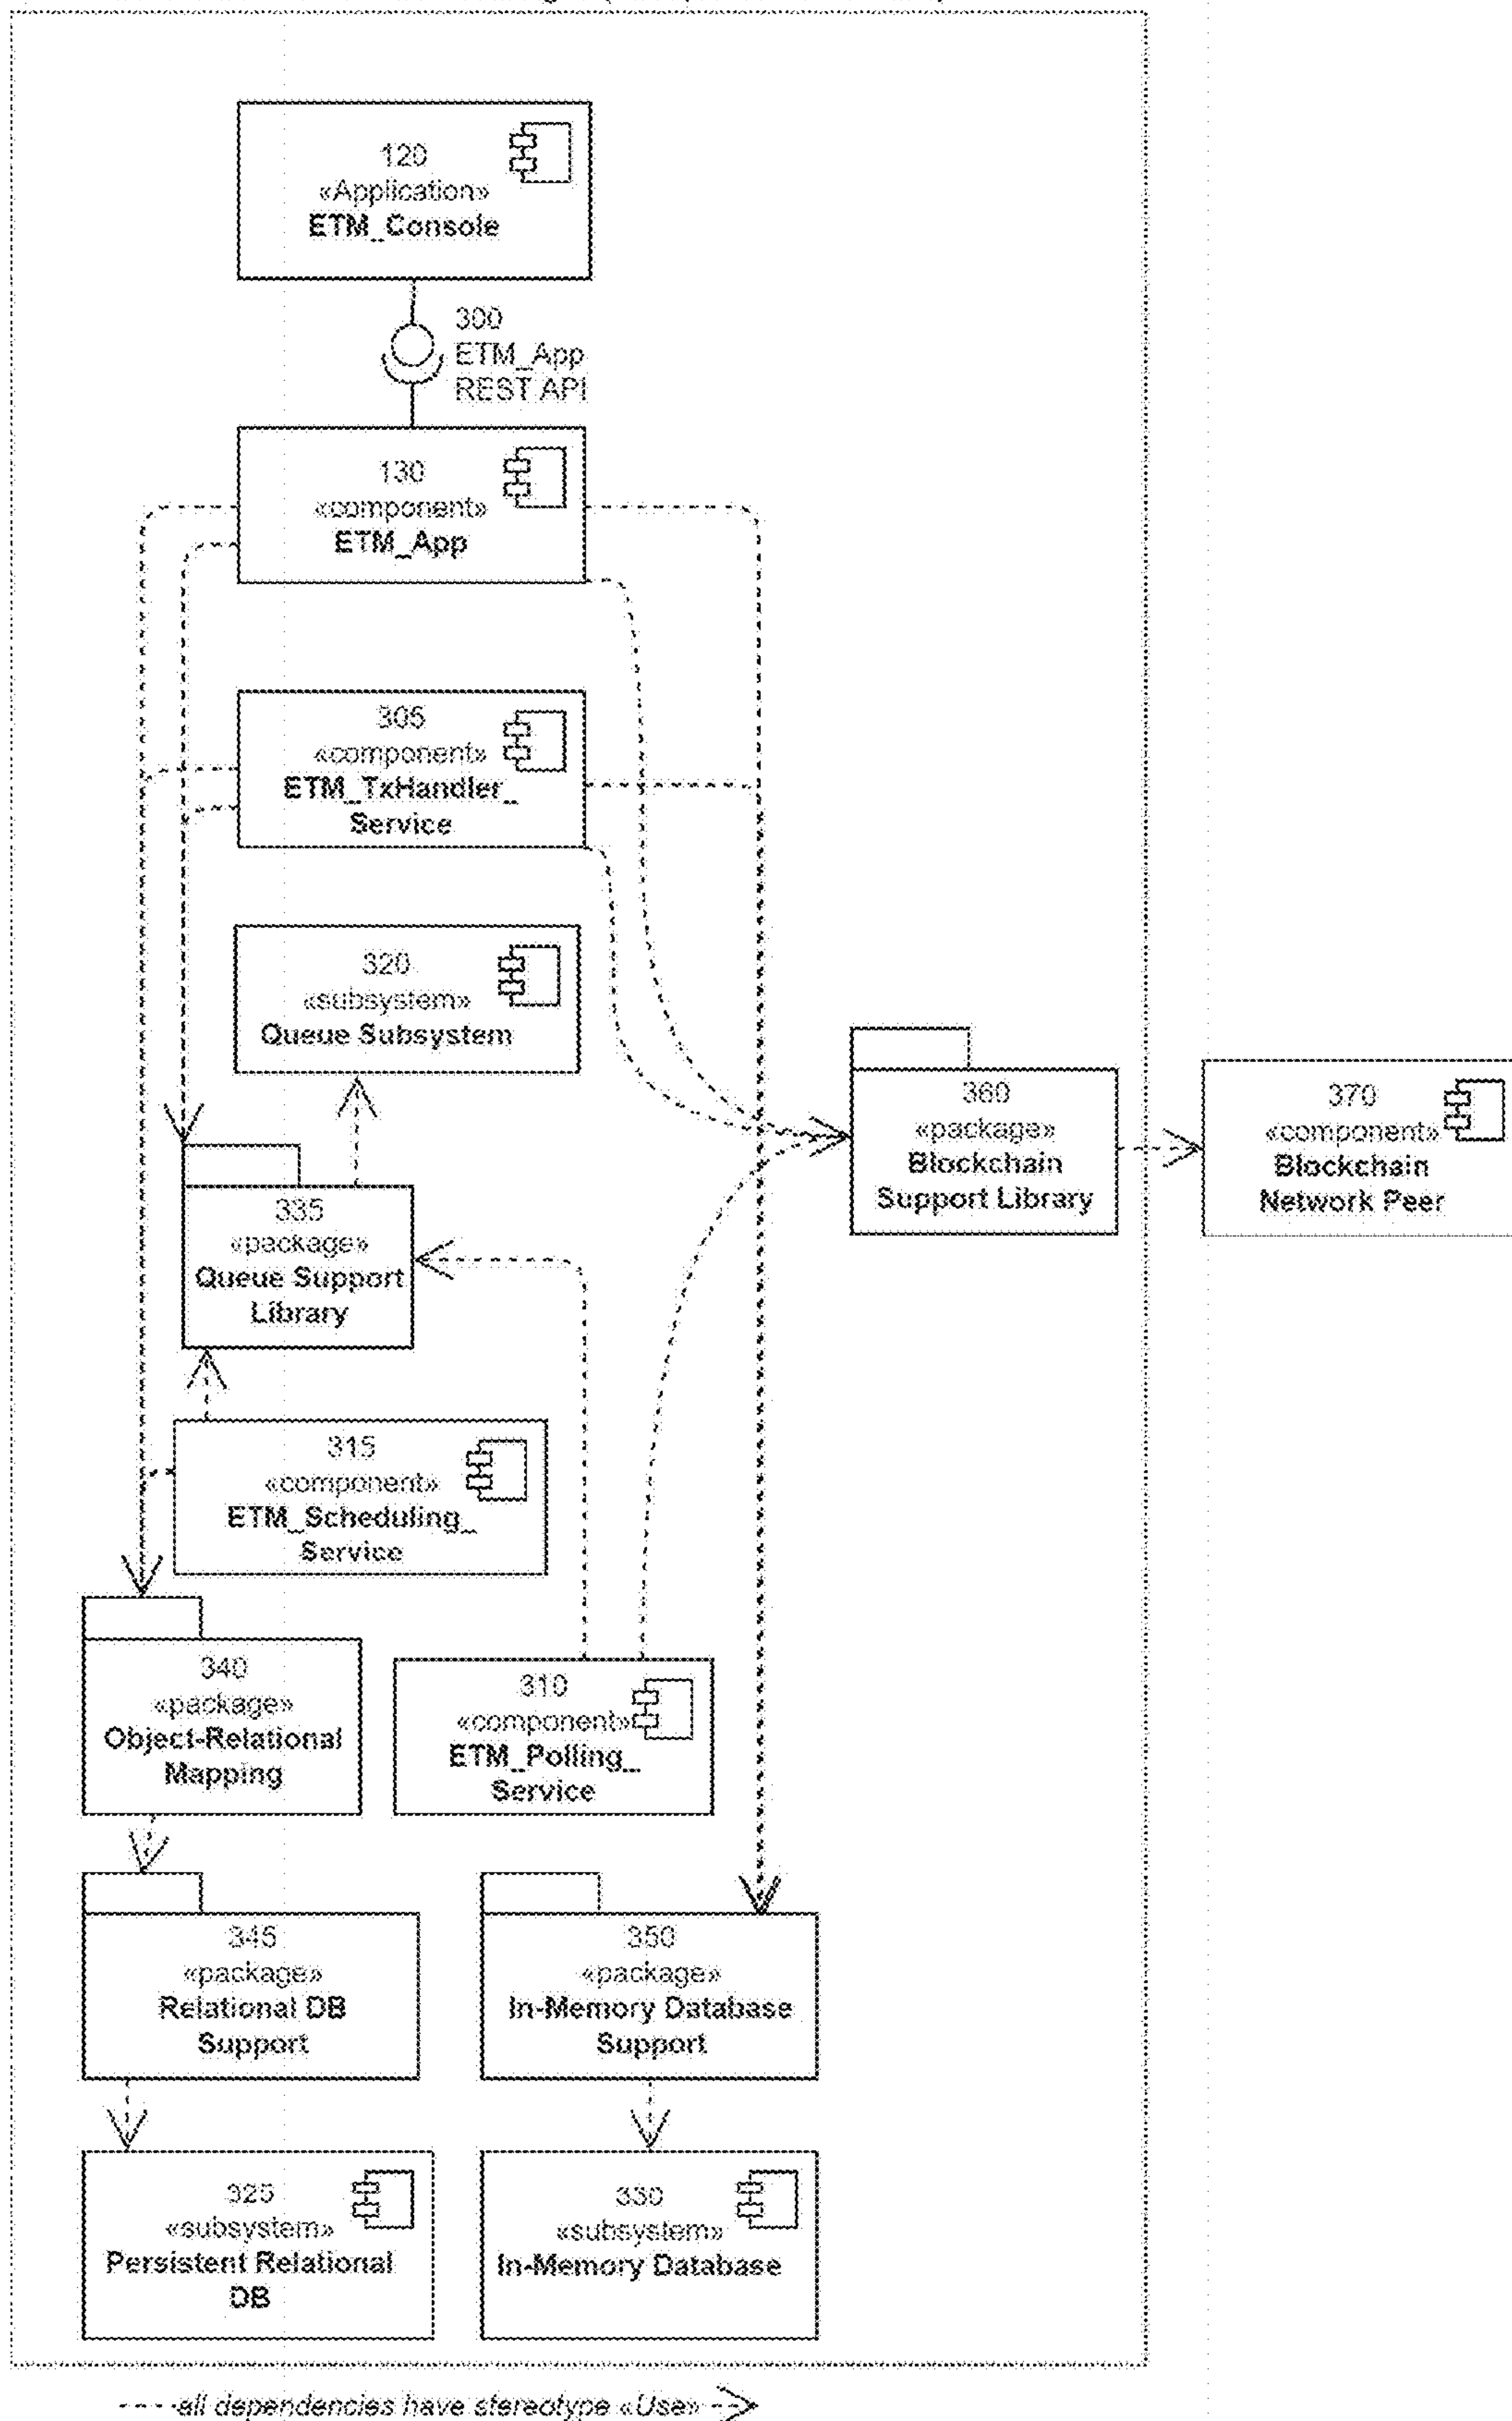 120
«Application»
ETM_Console
300
ETM_App
REST API
130
«component»
ETM_App
305
«component»
ETM_TxHandler_
Service
320
«subsystem»
Queue Subsystem
360
«package»
Blockchain
Support Library
370
«component»
Blockchain
Network Peer
335
«package»
Queue Support
Library
315
«component»
ETM_Scheduling_
Service
340
«package»
Object-Relational
Mapping
310
«component»
ETM_Polling_
Service
345
«package»
Relational DB
Support
350
«package»
In-Memory Database
Support
325
«subsystem»
Persistent Relational
DB
330
«subsystem»
In-Memory Database
all dependencies have stereotype «Use»